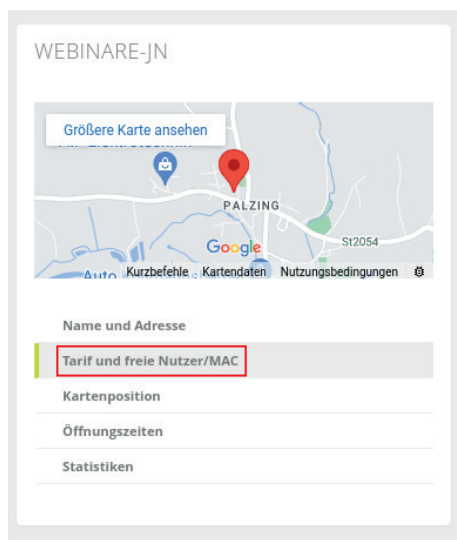 WEBINARE-JN
Größere Karte ansehen
PALZING
Google
St2054
Auto
Kurzbefehle Kartendaten Nutzungsbedingungen
Name und Adresse
Tarif und freie Nutzer/MAC
Kartenposition
Öffnungszeiten
Statistiken